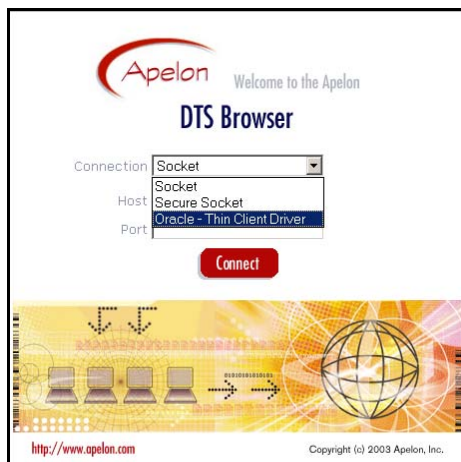 Apelon
Welcome to the Apelon
DTS Browser
Connection Socket
Socket
Host Secure Socket
Oracle - Thin Client Driver
Port
Connect
010101010101
http://www.apelon.com
Copyright (c) 2003 Apelon, Inc.